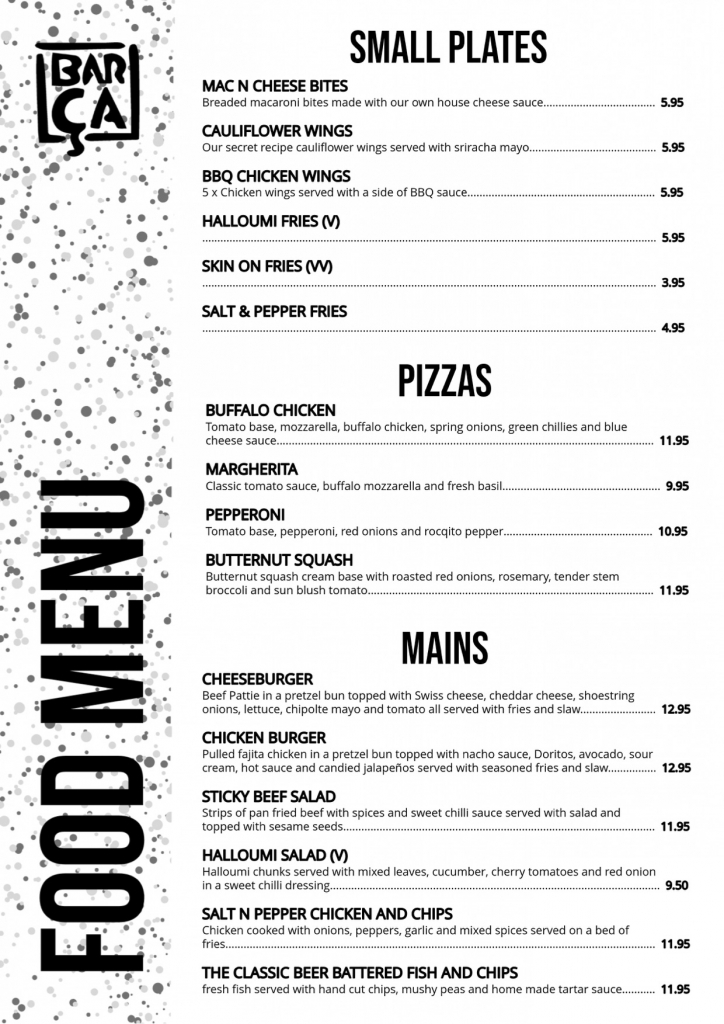 BAR
ÇA
FOOD MENU
SMALL PLATES
MAC N CHEESE BITES
Breaded macaroni bites made with our own house cheese sauce.................................... 5.95
CAULIFLOWER WINGS
Our secret recipe cauliflower wings served with sriracha mayo......................................... 5.95
BBQ CHICKEN WINGS
5 x Chicken wings served with a side of BBQ sauce............................................................ 5.95
HALLOUMI FRIES (V)
.................................................................................................................................................. 5.95
SKIN ON FRIES (VV)
.................................................................................................................................................. 3.95
SALT & PEPPER FRIES
.................................................................................................................................................. 4.95
PIZZAS
BUFFALO CHICKEN
Tomato base, mozzarella, buffalo chicken, spring onions, green chillies and blue
cheese sauce......................................................................................................................... 11.95
MARGHERITA
Classic tomato sauce, buffalo mozzarella and fresh basil................................................... 9.95
PEPPERONI
Tomato base, pepperoni, red onions and rocqito pepper................................................ 10.95
BUTTERNUT SQUASH
Butternut squash cream base with roasted red onions, rosemary, tender stem
broccoli and sun blush tomato............................................................................................ 11.95
MAINS
CHEESEBURGER
Beef Pattie in a pretzel bun topped with Swiss cheese, cheddar cheese, shoestring
onions, lettuce, chipolte mayo and tomato all served with fries and slaw........................ 12.95
CHICKEN BURGER
Pulled fajita chicken in a pretzel bun topped with nacho sauce, Doritos, avocado, sour
cream, hot sauce and candied jalapeños served with seasoned fries and slaw............... 12.95
STICKY BEEF SALAD
Strips of pan fried beef with spices and sweet chilli sauce served with salad and
topped with sesame seeds.................................................................................................... 11.95
HALLOUMI SALAD (V)
Halloumi chunks served with mixed leaves, cucumber, cherry tomatoes and red onion
in a sweet chilli dressing.......................................................................................................... 9.50
SALT N PEPPER CHICKEN AND CHIPS
Chicken cooked with onions, peppers, garlic and mixed spices served on a bed of
fries.......................................................................................................................................... 11.95
THE CLASSIC BEER BATTERED FISH AND CHIPS
fresh fish served with hand cut chips, mushy peas and home made tartar sauce........... 11.95